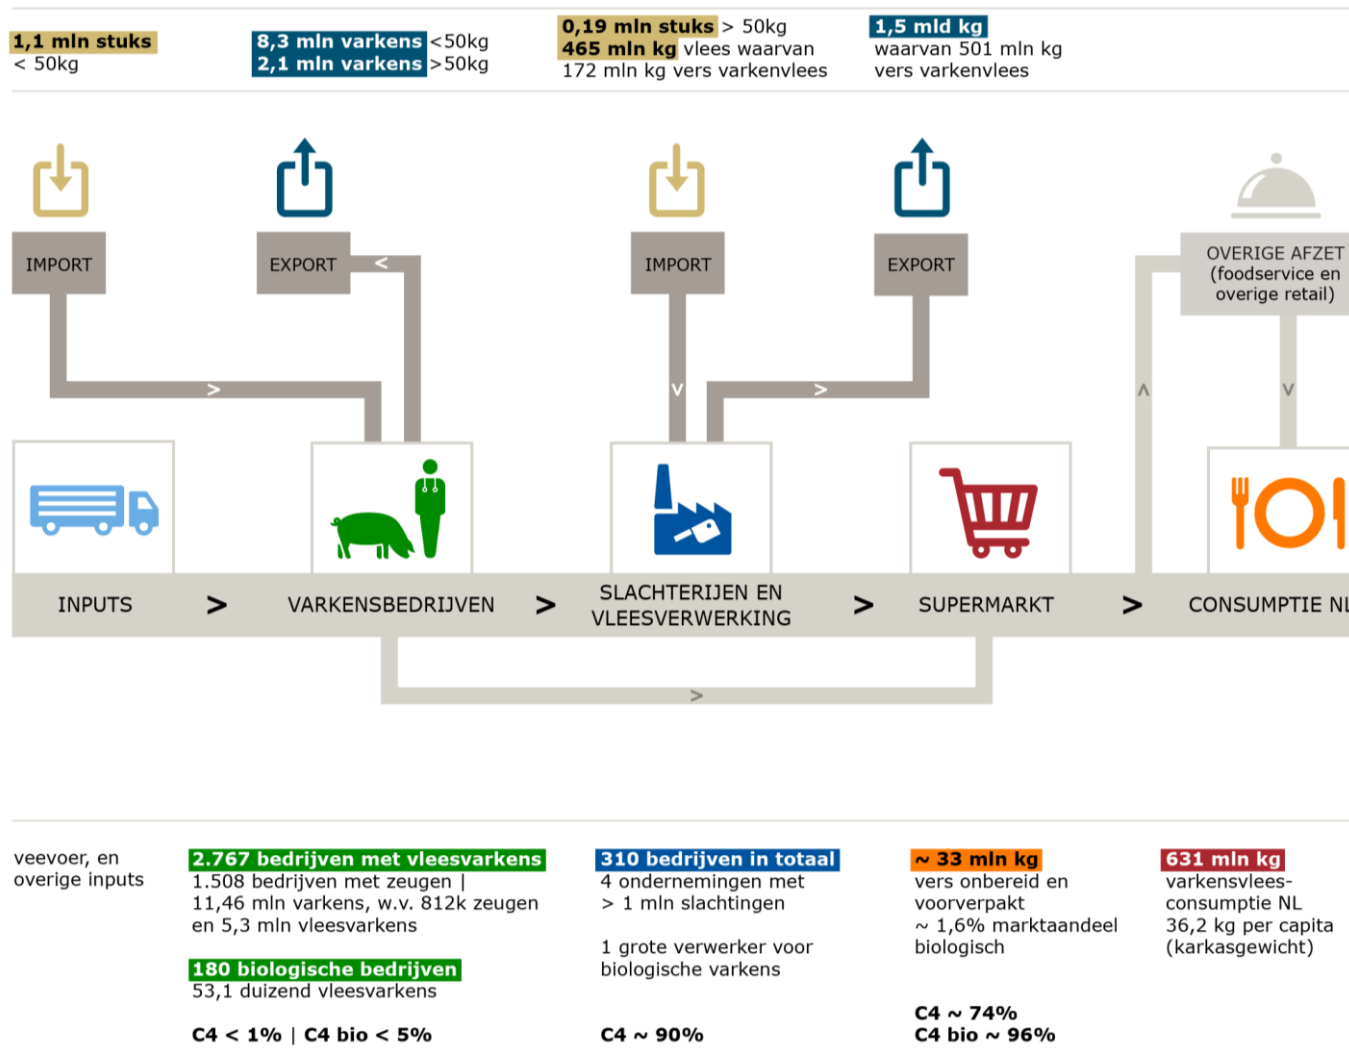 1,1 mln stuks
< 50kg
8,3 mln varkens <50kg
2,1 mln varkens >50kg
0,19 mln stuks > 50kg
465 mln kg vlees waarvan
172 mln kg vers varkenvlees
1,5 mld kg
waarvan 501 mln kg
vers varkenvlees
IMPORT
EXPORT
<
IMPORT
EXPORT
OVERIGE AFZET
(foodservice en
overige retail)
>
v
>
^
v
INPUTS
>
VARKENSBEDRIJVEN
>
SLACHTERIJEN EN
VLEESVERWERKING
>
SUPERMARKT
>
CONSUMPTIE NL
>
veevoer, en
overige inputs
2.767 bedrijven met vleesvarkens
1.508 bedrijven met zeugen |
11,46 mln varkens, w.v. 812k zeugen
en 5,3 mln vleesvarkens
180 biologische bedrijven
53,1 duizend vleesvarkens
C4 < 1% | C4 bio < 5%
310 bedrijven in totaal
4 ondernemingen met
> 1 mln slachtingen
1 grote verwerker voor
biologische varkens
C4 ~ 90%
~ 33 mln kg
vers onbereid en
voorverpakt
~ 1,6% marktaandeel
biologisch
C4 ~ 74%
C4 bio ~ 96%
631 mln kg
varkensvlees-
consumptie NL
36,2 kg per capita
(karkasgewicht)